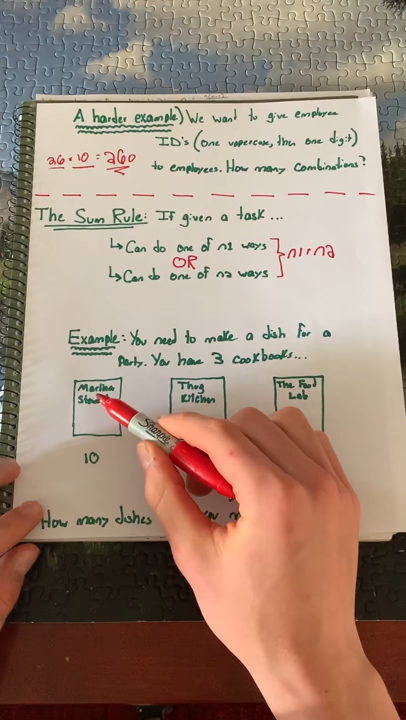 A harder example) We want to give employee
ID's (one uppercase, then one digit)
26 • 10 = 260
to employees. How many combinations?
The Sum Rule: If given a task...
↳ Can do one of n1 ways
OR
n1+n2
↳ Can do one of n2 ways
Example: You need to make a dish for a
Party. You have 3 cookbooks...
Martha
Thug
Kitchen
The Food
Lab
10
How many dishes
Sharpie